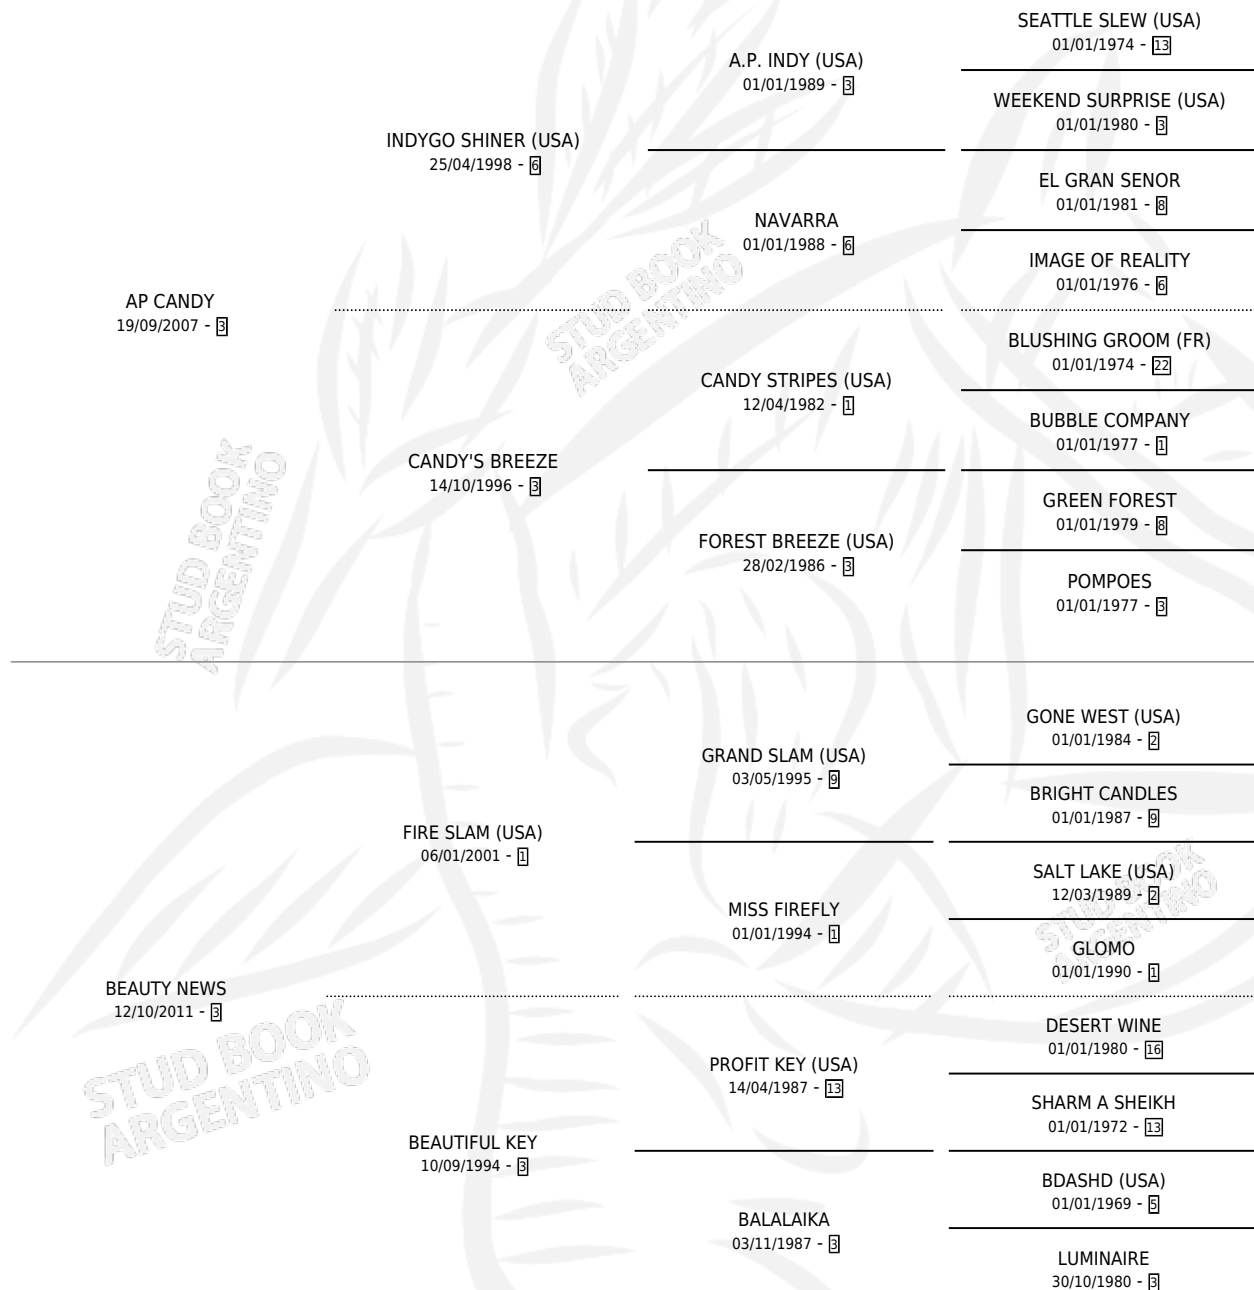 SEATTLE SLEW (USA)
01/01/1974 - 13
A.P. INDY (USA)
01/01/1989 - 3
WEEKEND SURPRISE (USA)
01/01/1980 - 3
INDYGO SHINER (USA)
25/04/1998 - 6
EL GRAN SENOR
01/01/1981 - 8
NAVARRA
01/01/1988 - 6
IMAGE OF REALITY
01/01/1976 - 6
AP CANDY
19/09/2007 - 3
BLUSHING GROOM (FR)
01/01/1974 - 22
CANDY STRIPES (USA)
12/04/1982 - 1
BUBBLE COMPANY
01/01/1977 - 1
CANDY'S BREEZE
14/10/1996 - 3
GREEN FOREST
01/01/1979 - 8
FOREST BREEZE (USA)
28/02/1986 - 3
POMPOES
01/01/1977 - 3
STUD BOOK
ARGENTINO
STUD BOOK
ARGENTINO
GONE WEST (USA)
01/01/1984 - 2
GRAND SLAM (USA)
03/05/1995 - 9
BRIGHT CANDLES
01/01/1987 - 9
FIRE SLAM (USA)
06/01/2001 - 1
SALT LAKE (USA)
12/03/1989 - 2
MISS FIREFLY
01/01/1994 - 1
GLOMO
01/01/1990 - 1
STUD BOOK
ARGENTINO
BEAUTY NEWS
12/10/2011 - 3
DESERT WINE
01/01/1980 - 16
PROFIT KEY (USA)
14/04/1987 - 13
SHARM A SHEIKH
01/01/1972 - 13
BEAUTIFUL KEY
10/09/1994 - 3
BDASHD (USA)
01/01/1969 - 5
BALALAIKA
03/11/1987 - 3
LUMINAIRE
30/10/1980 - 3
STUD BOOK
ARGENTINO